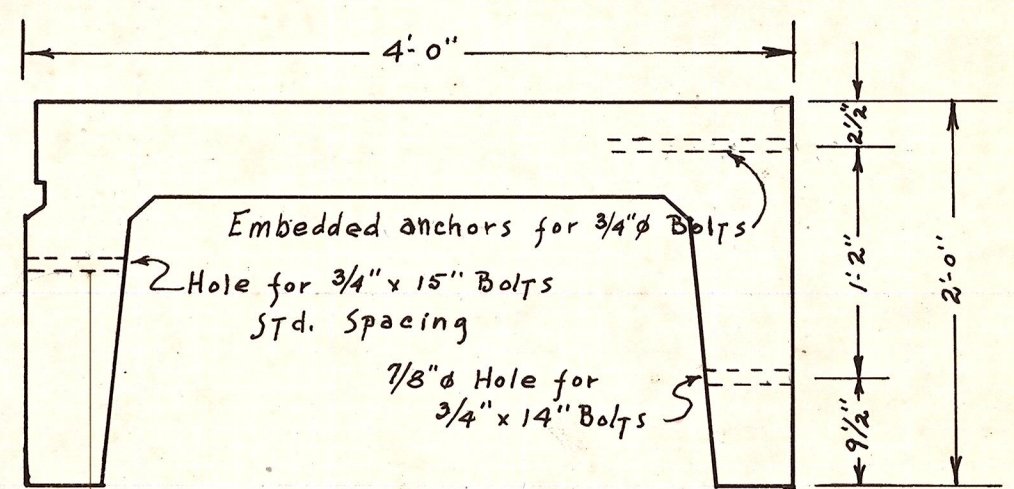 4'-0"
2½"
Embedded anchors for 3/4"ø Bolts
Hole for 3/4" x 15" Bolts
STd. Spacing
1'-2"
2'-0"
7/8"ø Hole for
3/4" x 14" Bolts
9½"